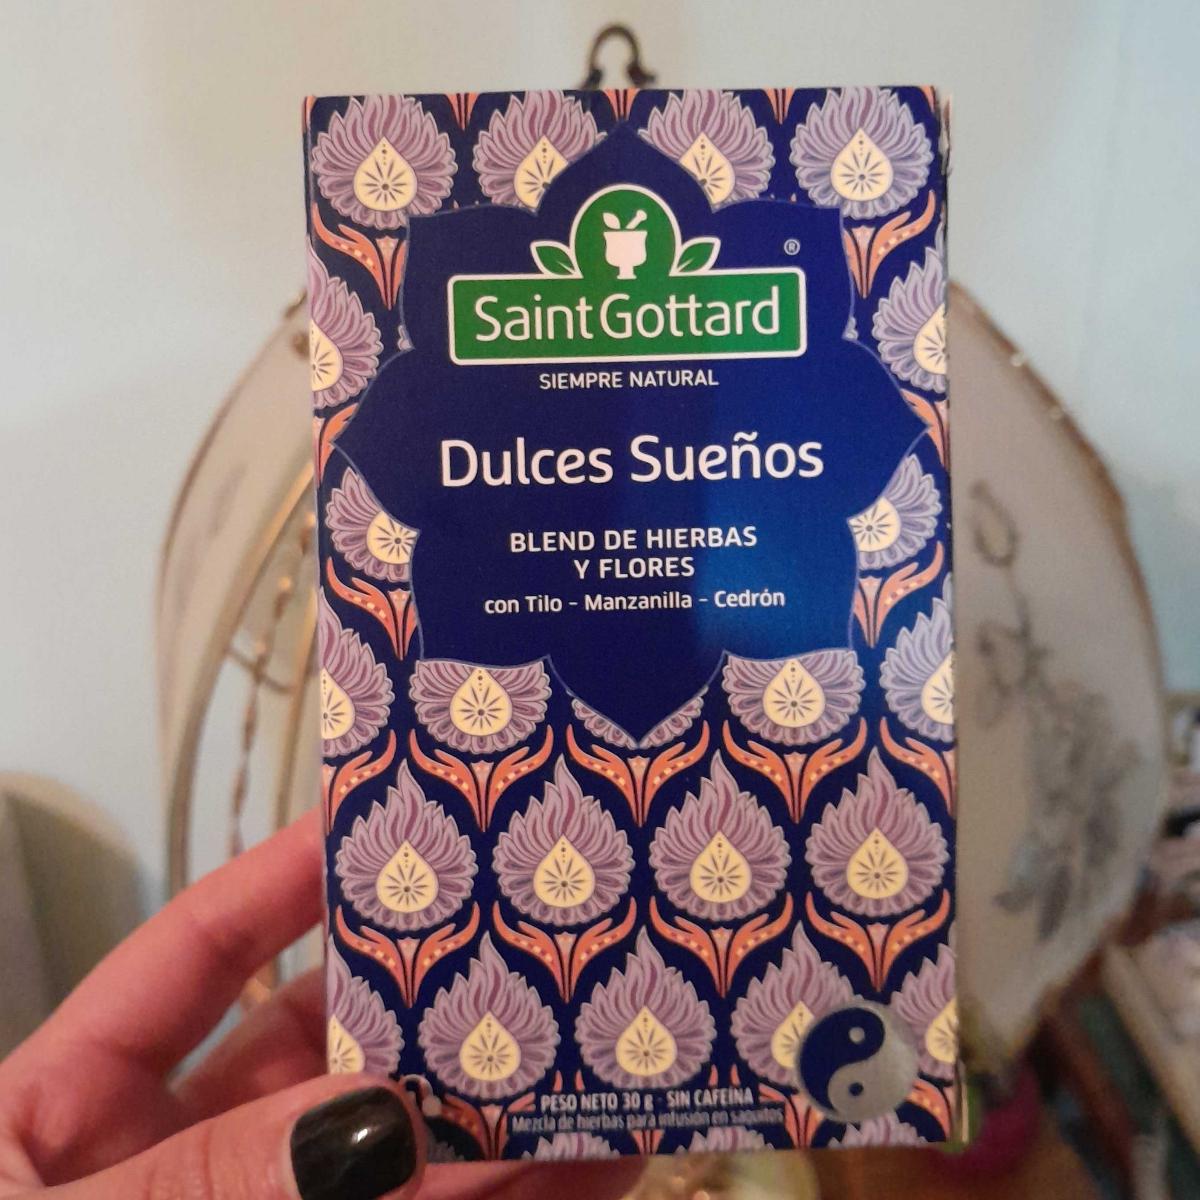 ®
SaintGottard
SIEMPRE NATURAL
Dulces Sueños
BLEND DE HIERBAS
Y FLORES
con Tilo - Manzanilla - Cedrón
PESO NETO 30 g - SIN CAFEÍNA
Mezcla de hierbas para infusión en saquitos